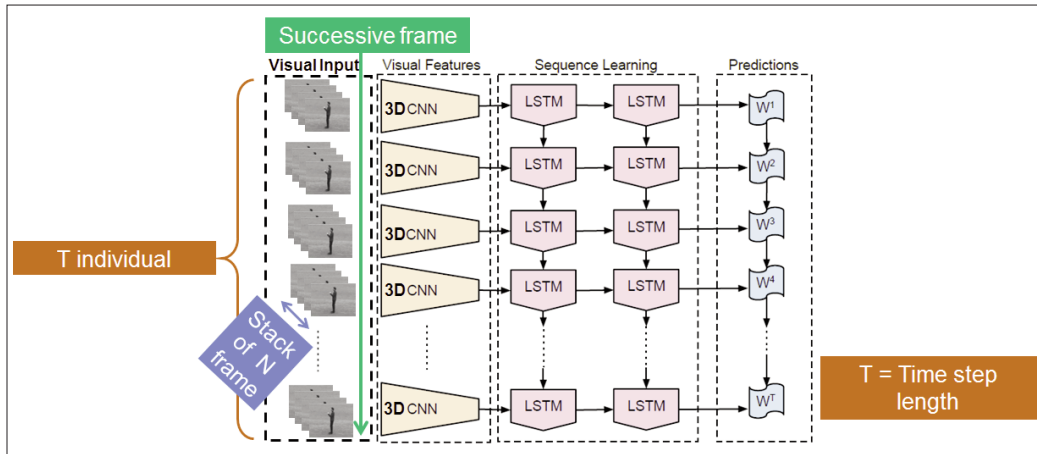 Successive frame
Visual Input
Visual Features
Sequence Learning
Predictions
3D CNN
LSTM
LSTM
W¹
3D CNN
LSTM
LSTM
W²
3D CNN
LSTM
LSTM
W³
3D CNN
LSTM
LSTM
W⁴
3D CNN
LSTM
LSTM
Wᵀ
T individual
Stack
of N
frame
T = Time step
length